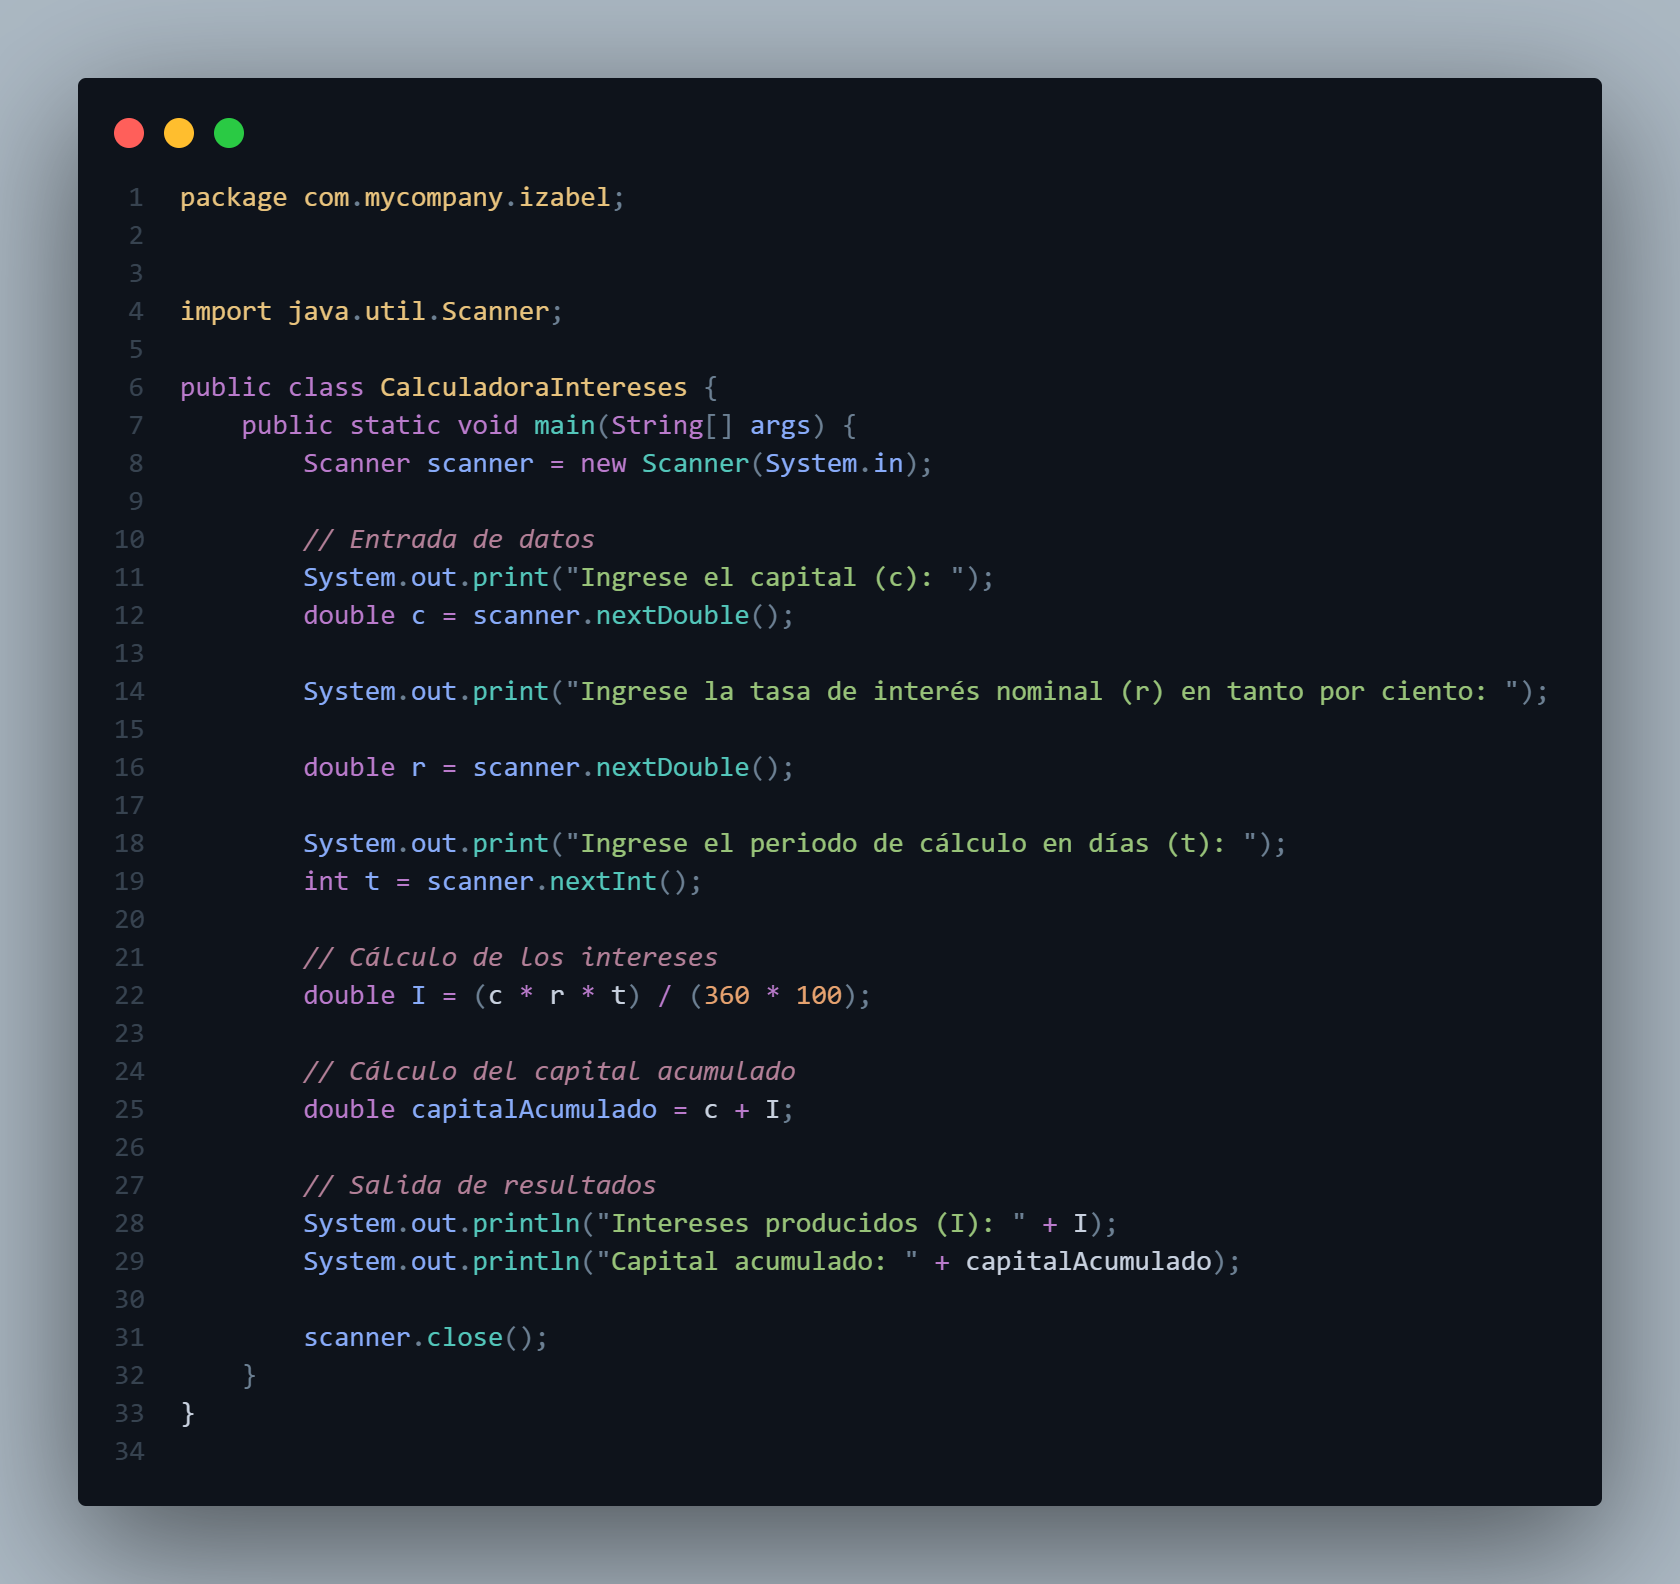 1 package com.mycompany.izabel;
2
3
4 import java.util.Scanner;
5
6 public class CalculadoraIntereses {
7     public static void main(String[] args) {
8         Scanner scanner = new Scanner(System.in);
9
10         // Entrada de datos
11         System.out.print("Ingrese el capital (c): ");
12         double c = scanner.nextDouble();
13
14         System.out.print("Ingrese la tasa de interés nominal (r) en tanto por ciento: ");
15
16         double r = scanner.nextDouble();
17
18         System.out.print("Ingrese el periodo de cálculo en días (t): ");
19         int t = scanner.nextInt();
20
21         // Cálculo de los intereses
22         double I = (c * r * t) / (360 * 100);
23
24         // Cálculo del capital acumulado
25         double capitalAcumulado = c + I;
26
27         // Salida de resultados
28         System.out.println("Intereses producidos (I): " + I);
29         System.out.println("Capital acumulado: " + capitalAcumulado);
30
31         scanner.close();
32     }
33 }
34